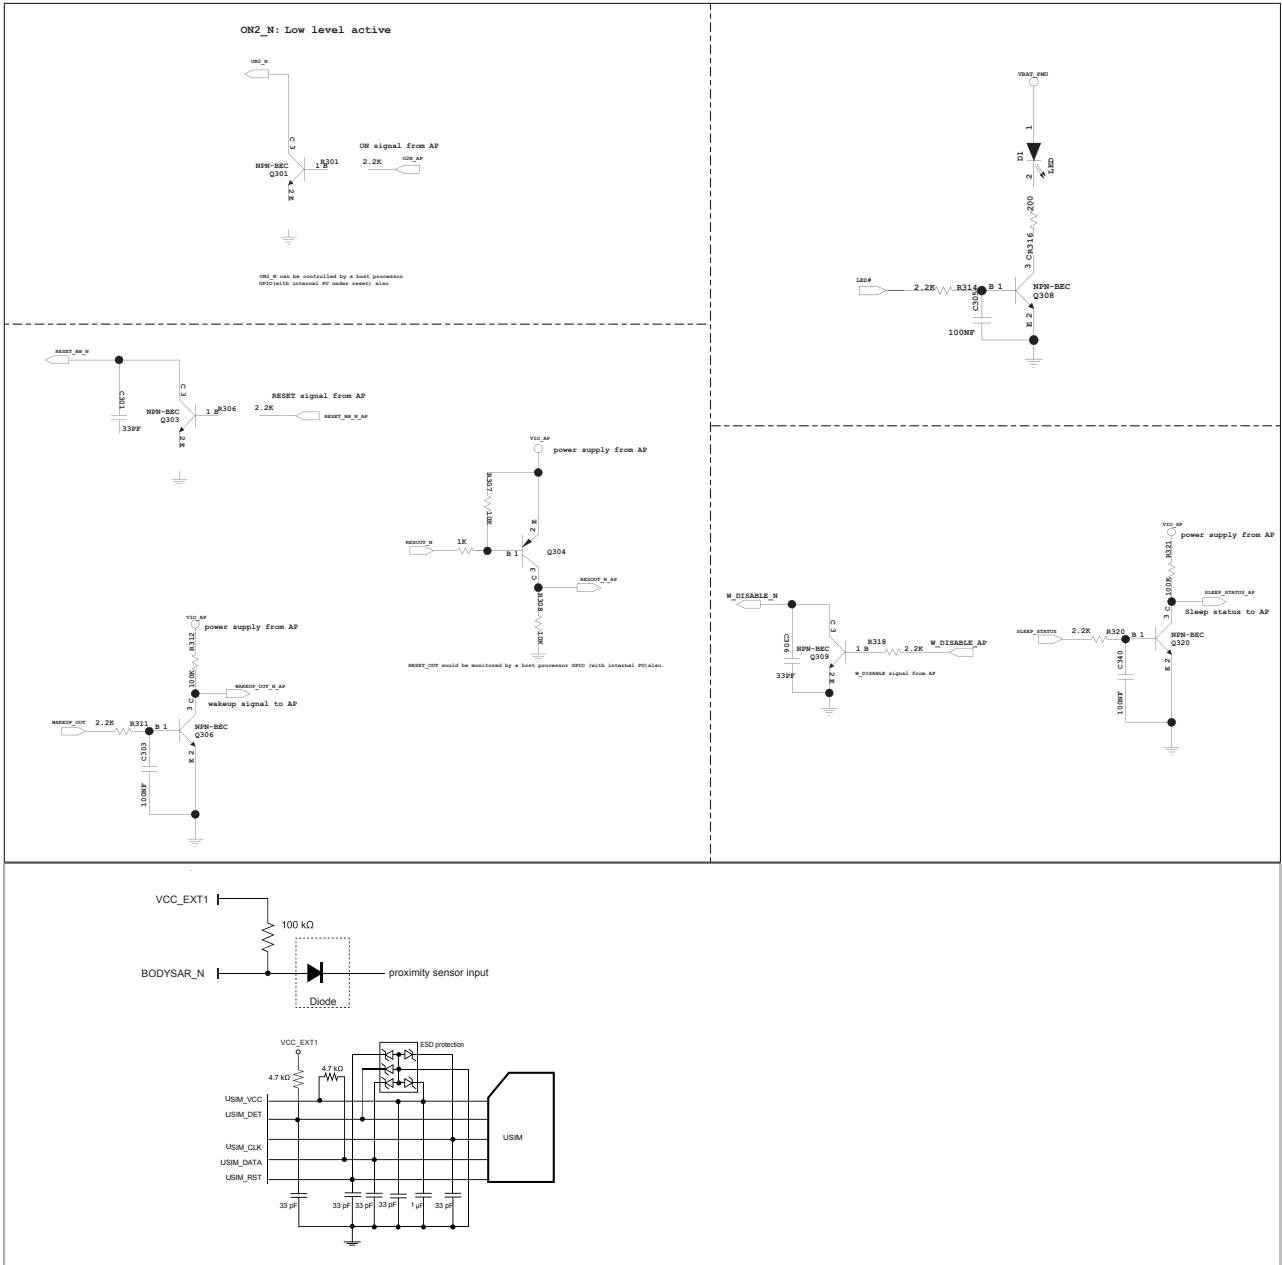 ON2_N: Low level active
ON2_N
C 3
ON signal from AP
NPN-BEC
Q301
1 B
R301
2.2K
O2N_AP
2 E
ON2_N can be controlled by a host processor
GPIO(with internal PU under reset) also
VBAT_PMU
1
D1
LED
2
200
R316
3 C
LED#
2.2K
R314
B 1
NPN-BEC
Q308
C305
100NF
E 2
RESET_BB_N
C301
33PF
C 3
RESET signal from AP
NPN-BEC
Q303
1 B
R306
2.2K
RESET_BB_N_AP
2 E
VIO_AP
power supply from AP
R307
10K
2 E
RESOUT_N
1K
B 1
Q304
C 3
RESOUT_N_AP
R308
10K
RESET_OUT would be monitored by a host processor GPIO (with internal PU)also.
VIO_AP
power supply from AP
R312
100K
WAKEUP_OUT_N_AP
wakeup signal to AP
3 C
WAKEUP_OUT
2.2K
R311
B 1
NPN-BEC
Q306
C303
100NF
E 2
W_DISABLE_N
C306
33PF
C 3
NPN-BEC
Q309
1 B
R318
2.2K
W_DISABLE_AP
W_DISABLE signal from AP
2 E
VIO_AP
power supply from AP
R321
100K
SLEEP_STATUS_AP
Sleep status to AP
3 C
SLEEP_STATUS
2.2K
R320
B 1
NPN-BEC
Q320
C340
100NF
E 2
VCC_EXT1
100 kΩ
BODYSAR_N
proximity sensor input
Diode
VCC_EXT1
ESD protection
4.7 kΩ
4.7 kΩ
USIM_VCC
USIM_DET
USIM
USIM_CLK
USIM_DATA
USIM_RST
33 pF
33 pF
33 pF
33 pF
1 µF
33 pF